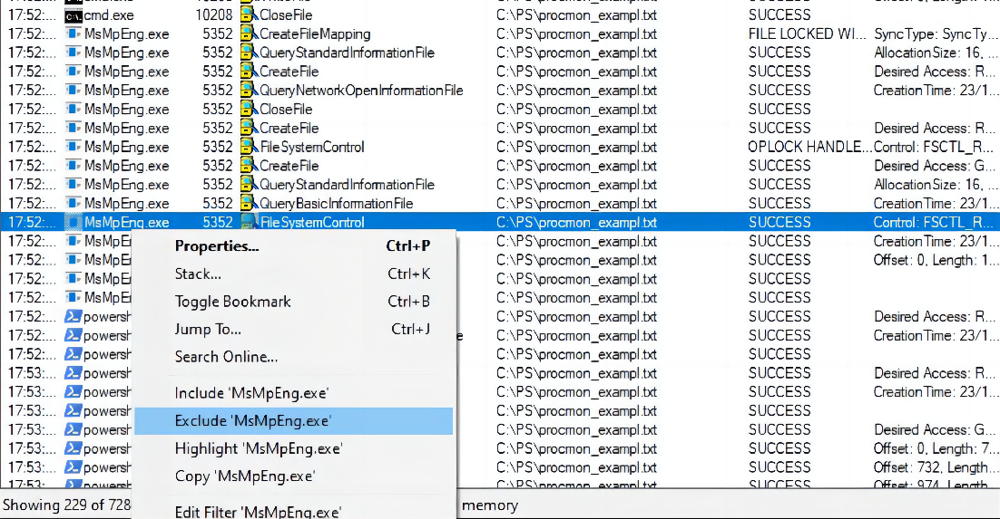 cmd.exe 10208 CloseFile C:\PS\procmon_exampl.txt SUCCESS
17:52:... MsMpEng.exe 5352 CreateFileMapping C:\PS\procmon_exampl.txt FILE LOCKED WI... SyncType: SyncTy...
17:52:... MsMpEng.exe 5352 QueryStandardInformationFile C:\PS\procmon_exampl.txt SUCCESS AllocationSize: 16, ...
17:52:... MsMpEng.exe 5352 CreateFile C:\PS\procmon_exampl.txt SUCCESS Desired Access: R...
17:52:... MsMpEng.exe 5352 QueryNetworkOpenInformationFile C:\PS\procmon_exampl.txt SUCCESS CreationTime: 23/1...
17:52:... MsMpEng.exe 5352 CloseFile C:\PS\procmon_exampl.txt SUCCESS
17:52:... MsMpEng.exe 5352 CreateFile C:\PS\procmon_exampl.txt SUCCESS Desired Access: R...
17:52:... MsMpEng.exe 5352 FileSystemControl C:\PS\procmon_exampl.txt OPLOCK HANDLE... Control: FSCTL_R...
17:52:... MsMpEng.exe 5352 CreateFile C:\PS\procmon_exampl.txt SUCCESS Desired Access: G...
17:52:... MsMpEng.exe 5352 QueryStandardInformationFile C:\PS\procmon_exampl.txt SUCCESS AllocationSize: 16, ...
17:52:... MsMpEng.exe 5352 QueryBasicInformationFile C:\PS\procmon_exampl.txt SUCCESS CreationTime: 23/1...
17:52:... MsMpEng.exe 5352 FileSystemControl C:\PS\procmon_exampl.txt SUCCESS Control: FSCTL_R...
17:52:... MsMpE C:\PS\procmon_exampl.txt SUCCESS CreationTime: 23/1...
17:52:... MsMpE C:\PS\procmon_exampl.txt SUCCESS Offset: 0, Length: 1...
17:52:... MsMpE C:\PS\procmon_exampl.txt SUCCESS
17:52:... MsMpE C:\PS\procmon_exampl.txt SUCCESS
17:52:... powersh C:\PS\procmon_exampl.txt SUCCESS Desired Access: R...
17:52:... powersh e C:\PS\procmon_exampl.txt SUCCESS CreationTime: 23/1...
17:52:... powersh C:\PS\procmon_exampl.txt SUCCESS
17:53:... powersh C:\PS\procmon_exampl.txt SUCCESS Desired Access: R...
17:53:... powersh C:\PS\procmon_exampl.txt SUCCESS CreationTime: 23/1...
17:53:... powersh C:\PS\procmon_exampl.txt SUCCESS
17:53:... powersh C:\PS\procmon_exampl.txt SUCCESS Desired Access: G...
17:53:... powersh C:\PS\procmon_exampl.txt SUCCESS Offset: 0, Length: 7...
17:53:... powersh C:\PS\procmon_exampl.txt SUCCESS Offset: 732, Length...
17:53:... powersh C:\PS\procmon_exampl.txt SUCCESS Offset: 974, Length...
Properties... Ctrl+P
Stack... Ctrl+K
Toggle Bookmark Ctrl+B
Jump To... Ctrl+J
Search Online...
Include 'MsMpEng.exe'
Exclude 'MsMpEng.exe'
Highlight 'MsMpEng.exe'
Copy 'MsMpEng.exe'
Edit Filter 'MsMpEng.exe'
Showing 229 of 728 memory